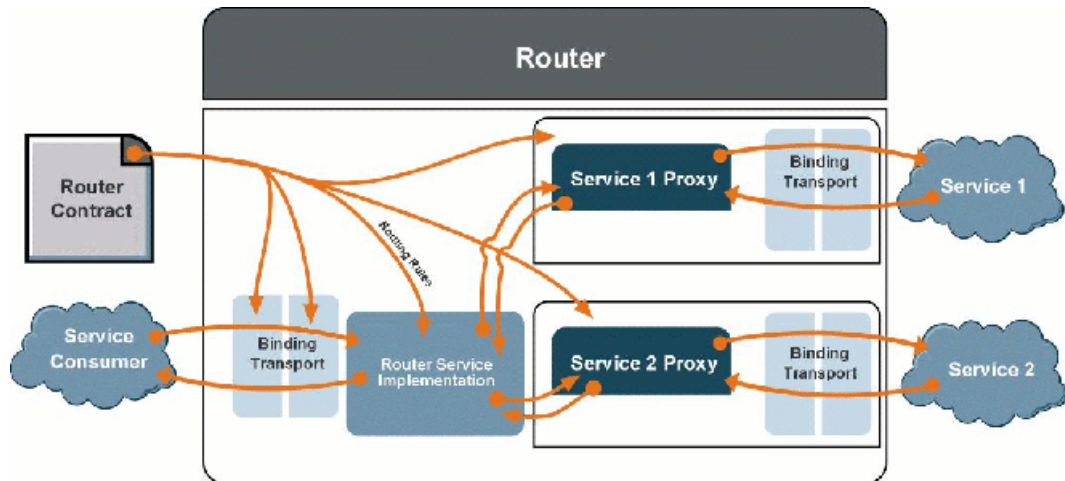 Router
Router
Contract
Service 1 Proxy
Binding
Transport
Service 1
Routing Rules
Service
Consumer
Binding
Transport
Router Service
Implementation
Service 2 Proxy
Binding
Transport
Service 2